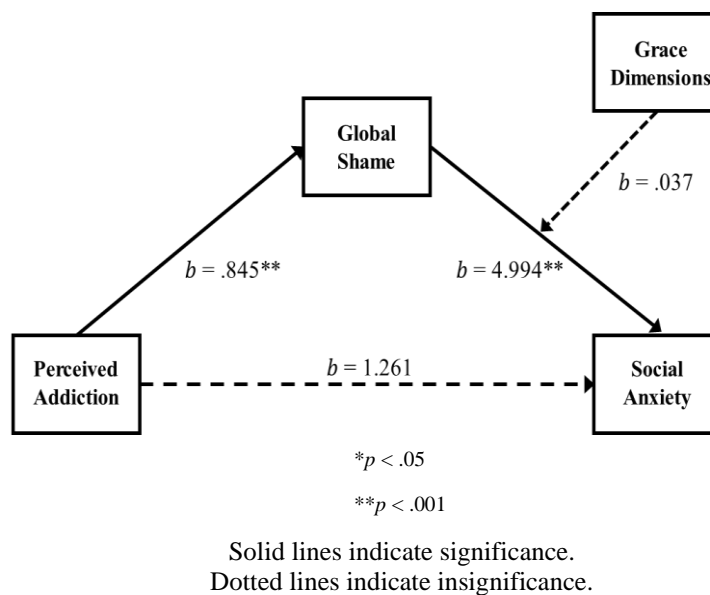 Grace
Dimensions
Global
Shame
b = .037
b = .845**
b = 4.994**
Perceived
Addiction
b = 1.261
Social
Anxiety
*p < .05
**p < .001
Solid lines indicate significance.
Dotted lines indicate insignificance.